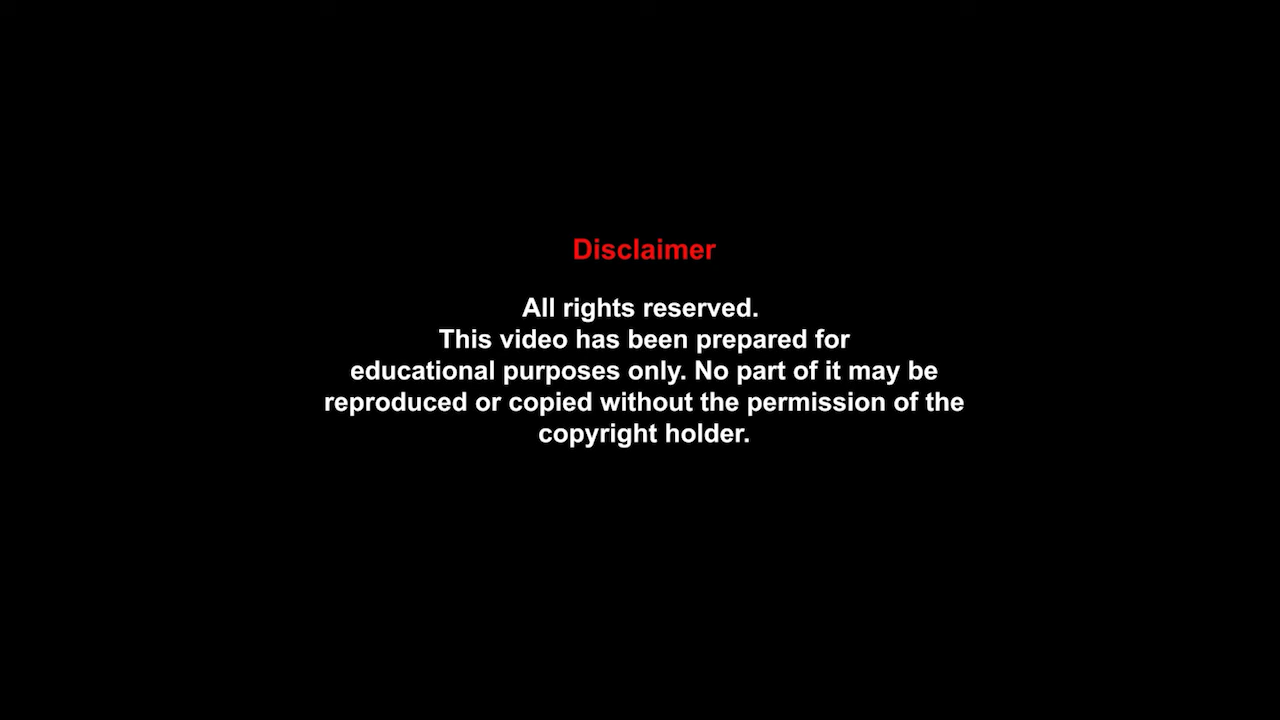 Disclaimer
All rights reserved.
This video has been prepared for
educational purposes only. No part of it may be
reproduced or copied without the permission of the
copyright holder.